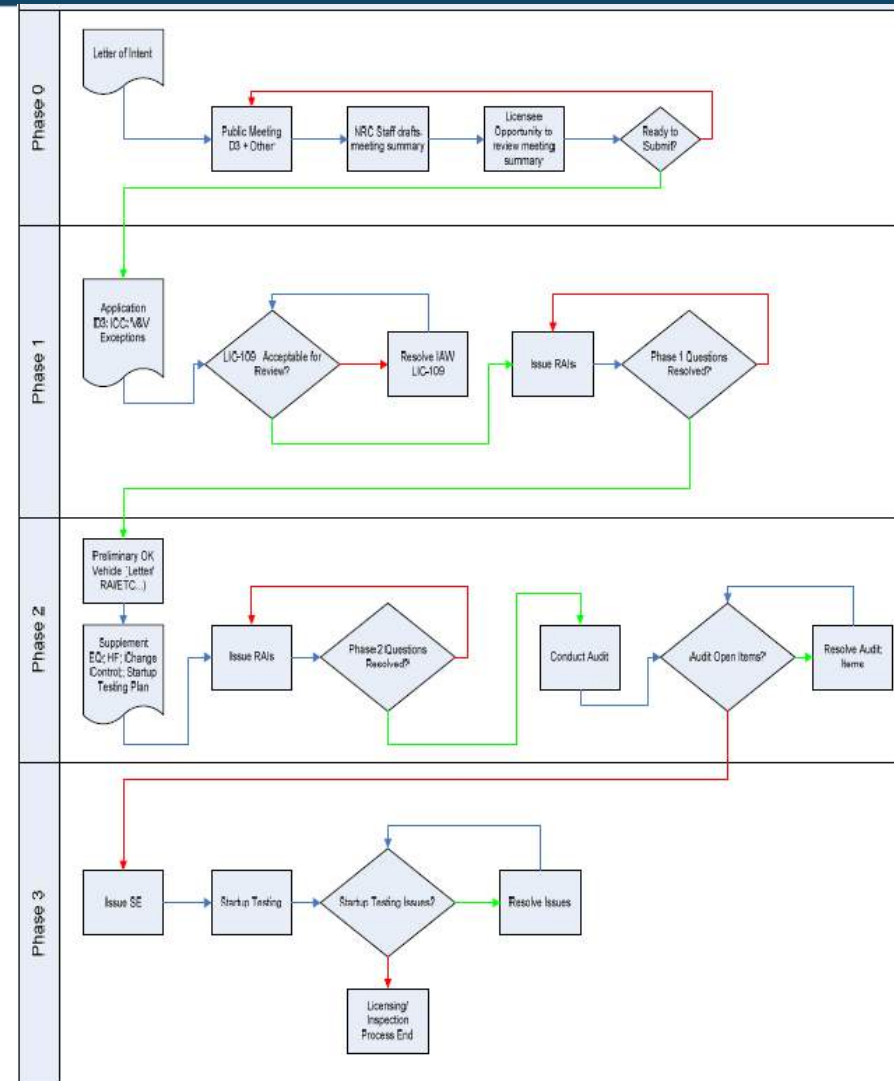 Phase 0
Letter of Intent
Public Meeting
D3 + Other
NRC Staff drafts
meeting summary
Licensee
Opportunity to
review meeting
summary
Ready to
Submit?
Phase 1
Application
D3; ICC; V&V
Exceptions
LIC-109 Acceptable for
Review?
Resolve IAW
LIC-109
Issue RAIs
Phase 1 Questions
Resolved?
Phase 2
Preliminary OK
Vehicle (Letter/
RAI/ETC...)
Supplement
EQ; HF; Change
Control; Startup
Testing Plan
Issue RAIs
Phase 2 Questions
Resolved?
Conduct Audit
Audit Open Items?
Resolve Audit
Items
Phase 3
Issue SE
Startup Testing
Startup Testing Issues?
Resolve Issues
Licensing/
Inspection
Process End